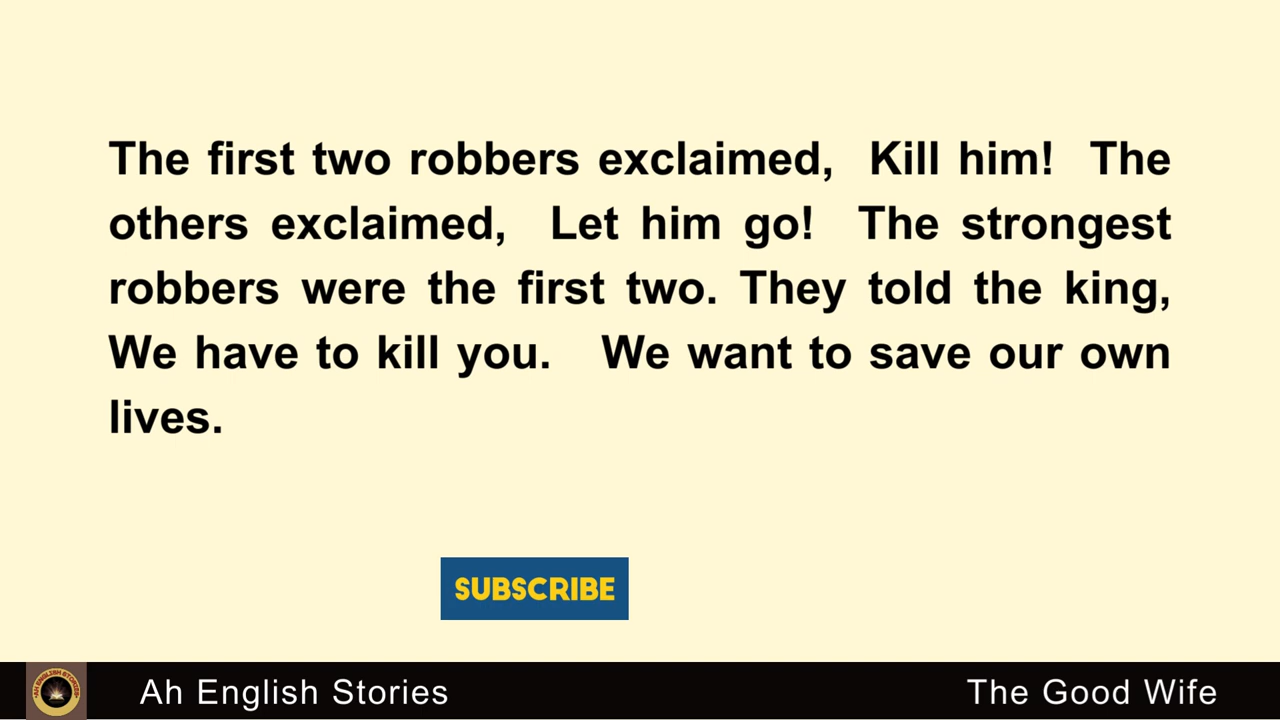 The first two robbers exclaimed,  Kill him!  The
others exclaimed,  Let him go!  The strongest
robbers were the first two. They told the king,
We have to kill you.   We want to save our own
lives.
SUBSCRIBE
Ah English Stories
The Good Wife